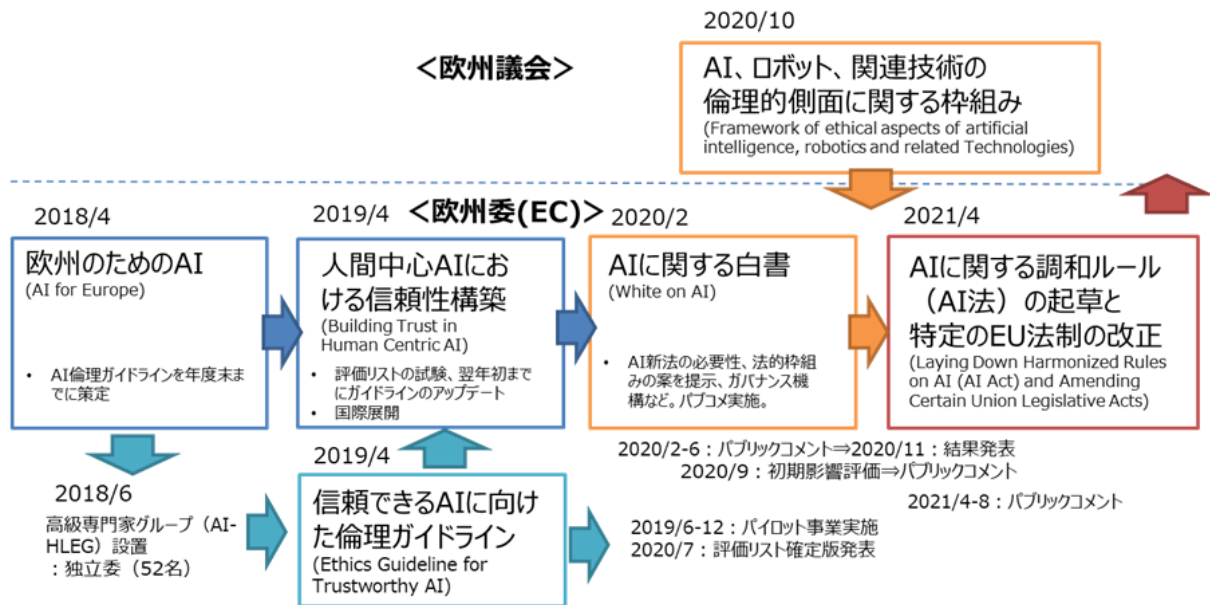 2020/10
<欧州議会>
AI、ロボット、関連技術の
倫理的側面に関する枠組み
(Framework of ethical aspects of artificial
intelligence, robotics and related Technologies)
<欧州委(EC)>
2018/4
欧州のためのAI
(AI for Europe)
• AI倫理ガイドラインを年度末ま
でに策定
2019/4
人間中心AIにお
ける信頼性構築
(Building Trust in
Human Centric AI)
• 評価リストの試験、翌年初まで
にガイドラインのアップデート
• 国際展開
2020/2
AIに関する白書
(White on AI)
• AI新法の必要性、法的枠組
みの案を提示、ガバナンス機
構など。パブコメ実施。
2021/4
AIに関する調和ルール
（AI法）の起草と
特定のEU法制の改正
(Laying Down Harmonized Rules
on AI (AI Act) and Amending
Certain Union Legislative Acts)
2020/2-6：パブリックコメント⇒2020/11：結果発表
2020/9：初期影響評価⇒パブリックコメント
2021/4-8：パブリックコメント
2018/6
高級専門家グループ（AI-
HLEG）設置
：独立委（52名）
2019/4
信頼できるAIに向け
た倫理ガイドライン
(Ethics Guideline for
Trustworthy AI)
2019/6-12：パイロット事業実施
2020/7：評価リスト確定版発表